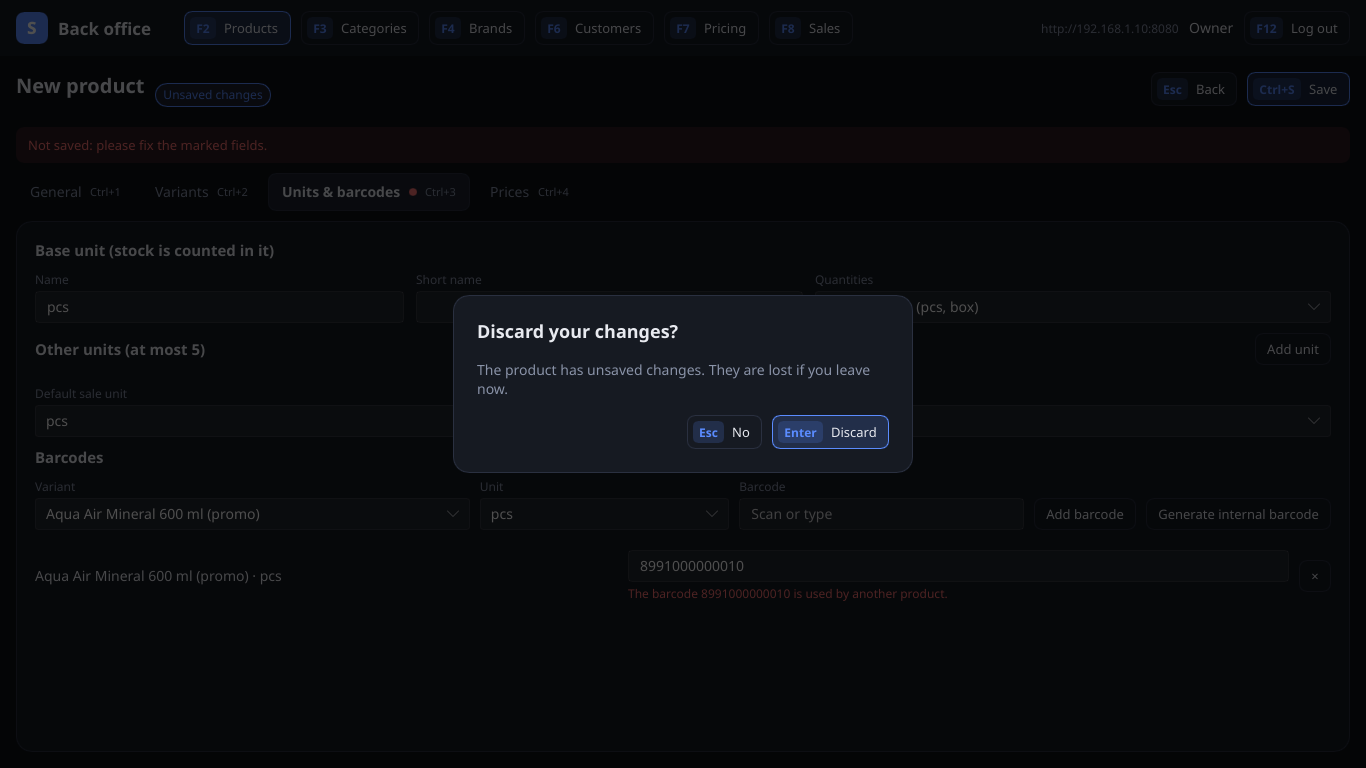 S Back office F2 Products F3 Categories F4 Brands F6 Customers F7 Pricing F8 Sales http://192.168.1.10:8080 Owner F12 Log out
New product Unsaved changes Esc Back Ctrl+S Save
Not saved: please fix the marked fields.
General Ctrl+1 Variants Ctrl+2 Units & barcodes Ctrl+3 Prices Ctrl+4
Base unit (stock is counted in it)
Name Short name Quantities
pcs (pcs, box)
Other units (at most 5) Add unit
Default sale unit
pcs
Discard your changes?
The product has unsaved changes. They are lost if you leave
now.
Esc No Enter Discard
Barcodes
Variant Unit Barcode
Aqua Air Mineral 600 ml (promo) pcs Scan or type Add barcode Generate internal barcode
Aqua Air Mineral 600 ml (promo) · pcs 8991000000010 ×
The barcode 8991000000010 is used by another product.